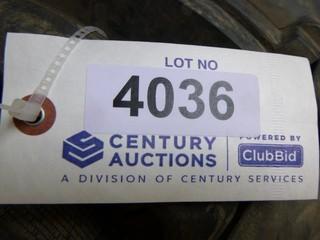 LOT NO
4036
CENTURY AUCTIONS
POWERED BY
ClubBid
A DIVISION OF CENTURY SERVICES